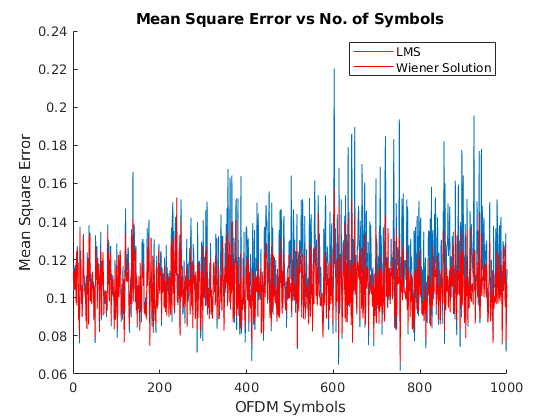 Mean Square Error vs No. of Symbols
0.24
0.22
0.2
0.18
0.16
0.14
0.12
0.1
0.08
0.06
Mean Square Error
LMS
Wiener Solution
0 200 400 600 800 1000
OFDM Symbols